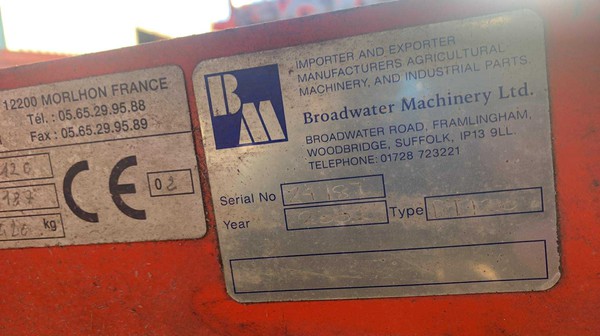 12200 MORLHON FRANCE
Tél. : 05.65.29.95.88
Fax : 05.65.29.95.89
CE
02
kg
BM
IMPORTER AND EXPORTER
MANUFACTURERS AGRICULTURAL
MACHINERY, AND INDUSTRIAL PARTS.
Broadwater Machinery Ltd.
BROADWATER ROAD, FRAMLINGHAM,
WOODBRIDGE, SUFFOLK, IP13 9LL.
TELEPHONE: 01728 723221
Serial No
Year Type